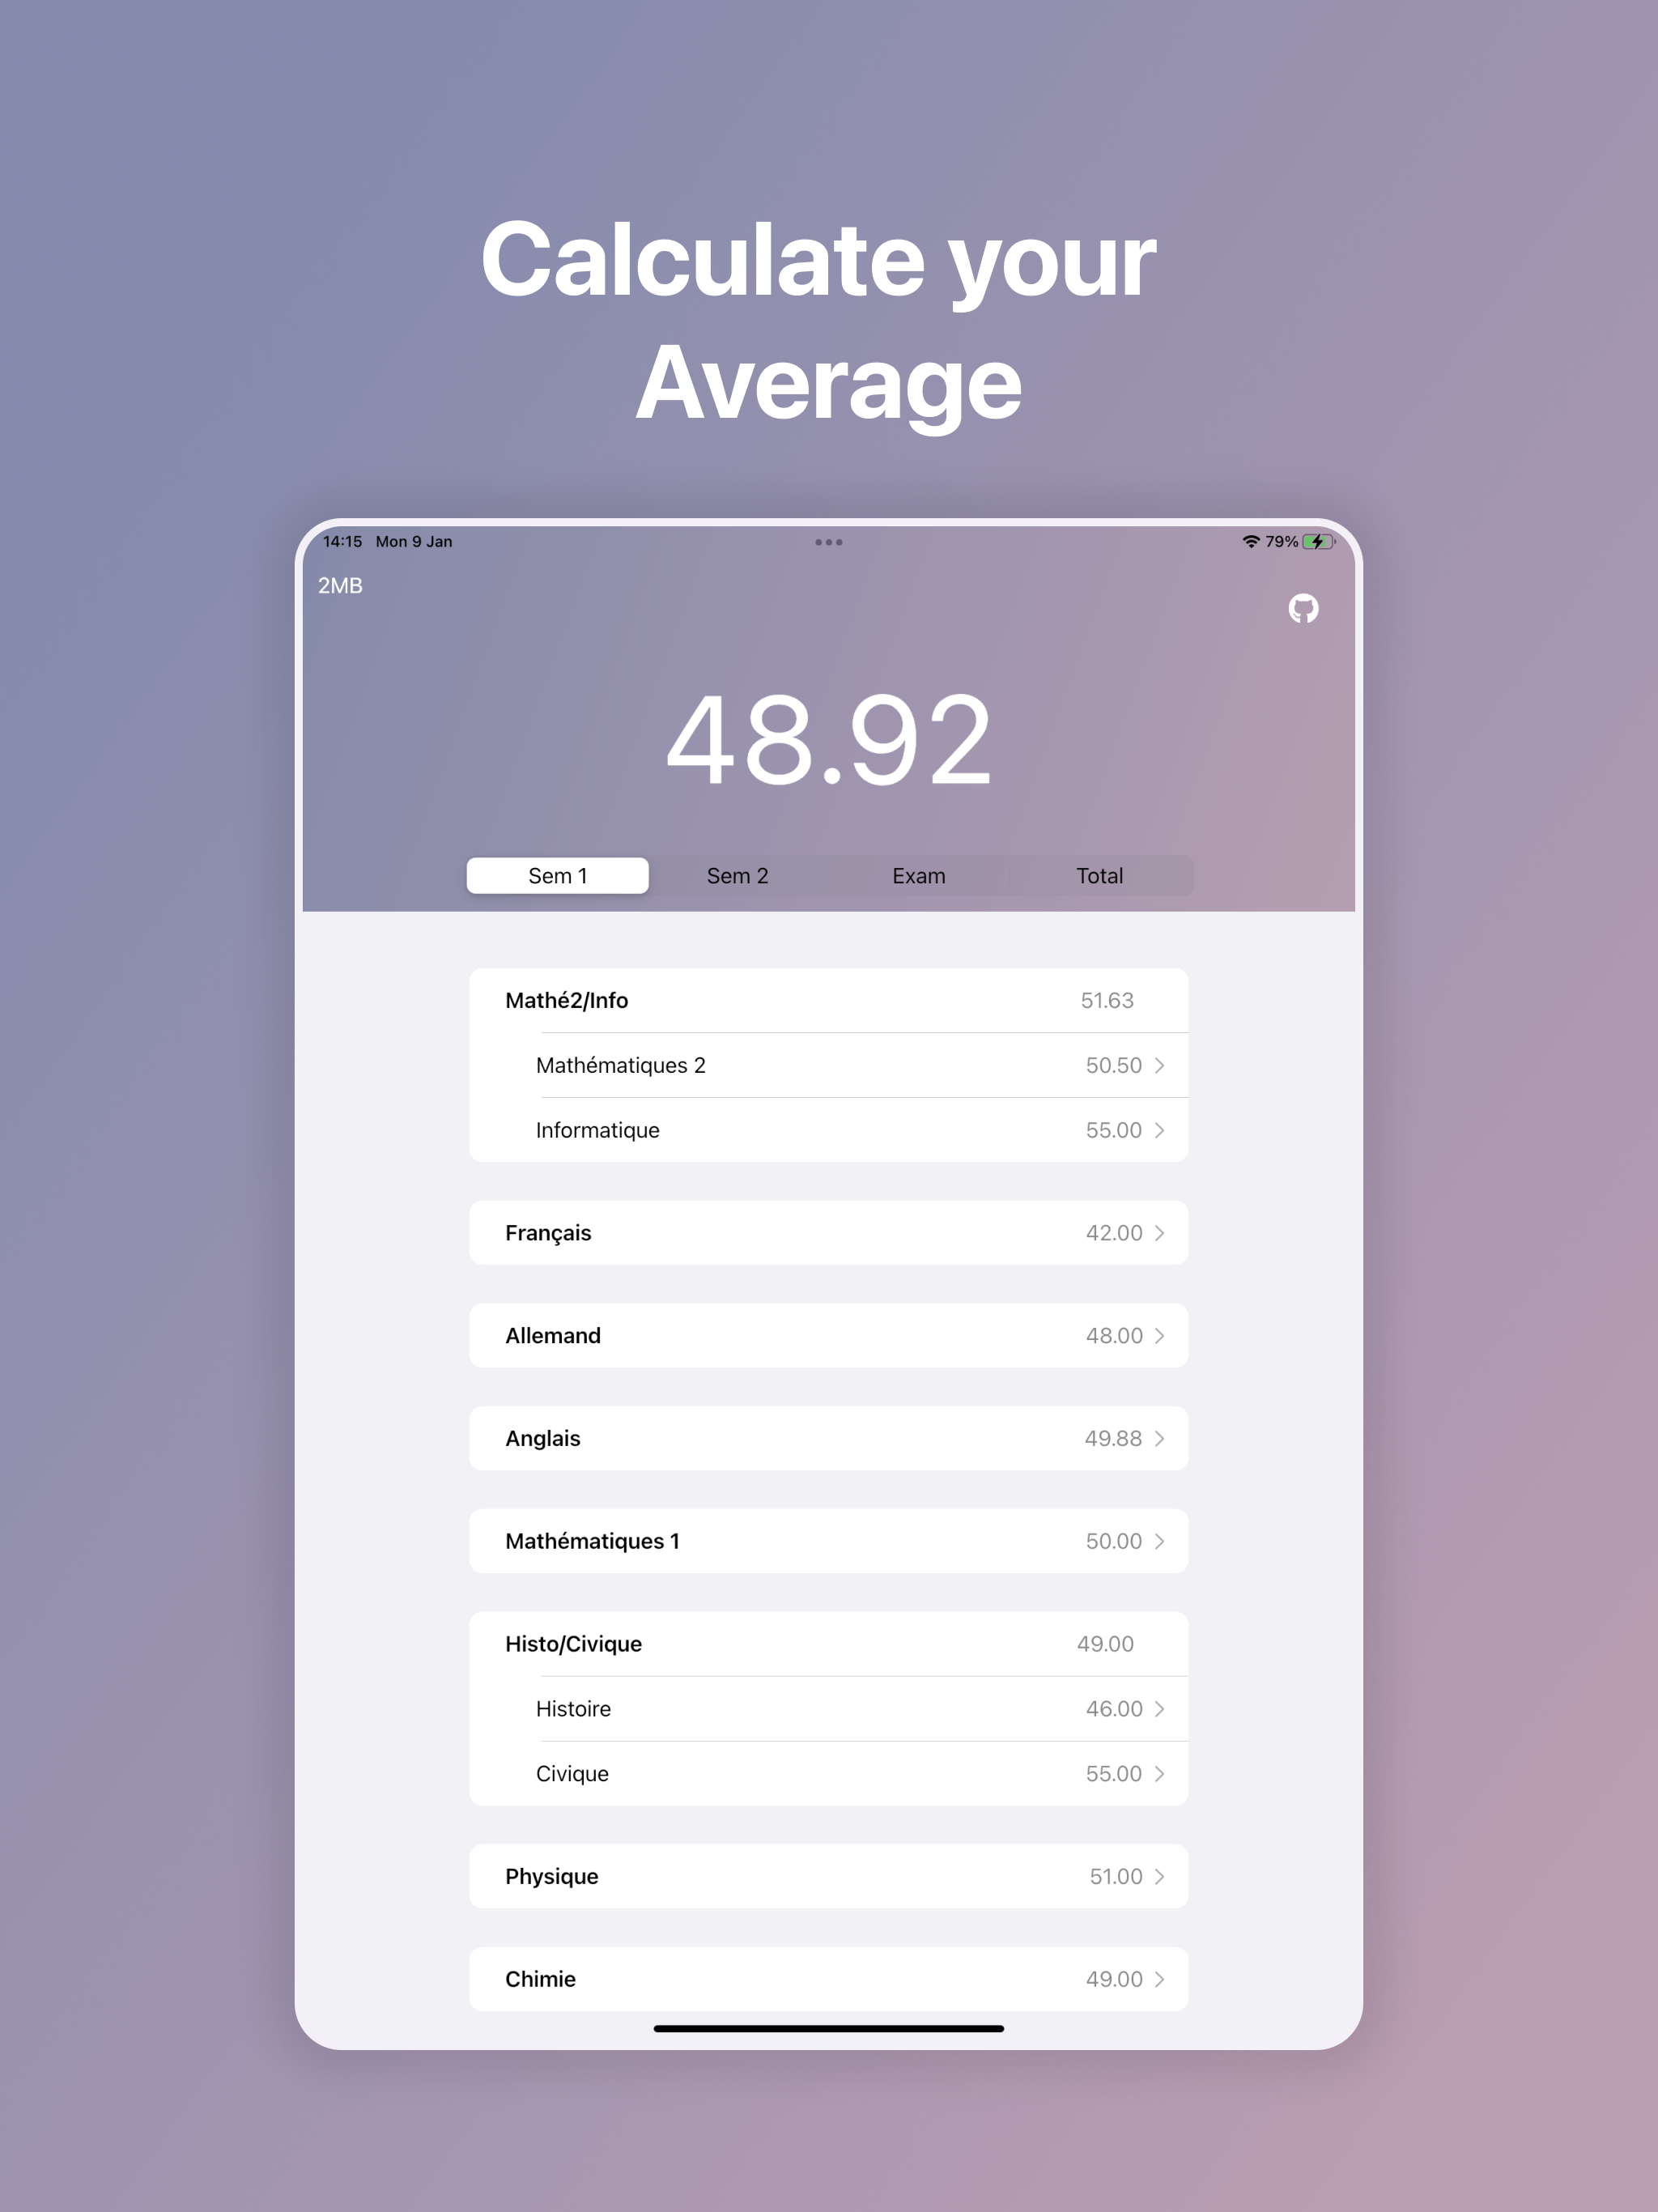 Calculate your
Average
14:15 Mon 9 Jan 79%
2MB
48.92
Sem 1 Sem 2 Exam Total
Mathé2/Info 51.63
Mathématiques 2 50.50
Informatique 55.00
Français 42.00
Allemand 48.00
Anglais 49.88
Mathématiques 1 50.00
Histo/Civique 49.00
Histoire 46.00
Civique 55.00
Physique 51.00
Chimie 49.00